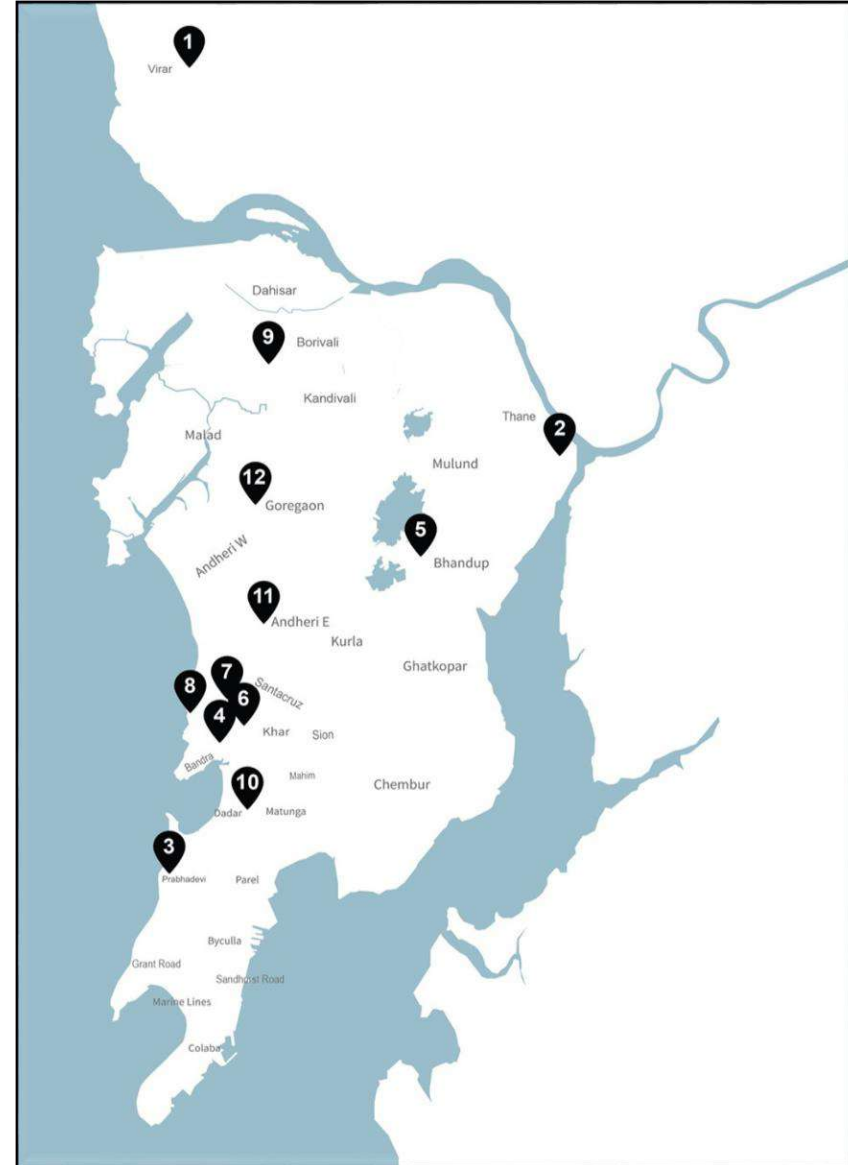 1
Virar
Dahisar
9
Borivali
Kandivali
Thane
2
Malad
Mulund
12
Goregaon
5
Andheri W
Bhandup
11
Andheri E
Kurla
Ghatkopar
7
Santacruz
8
6
4
Khar
Sion
Bandra
10
Mahim
Chembur
Dadar
Matunga
3
Prabhadevi
Parel
Byculla
Grant Road
Sandhurst Road
Marine Lines
Colaba